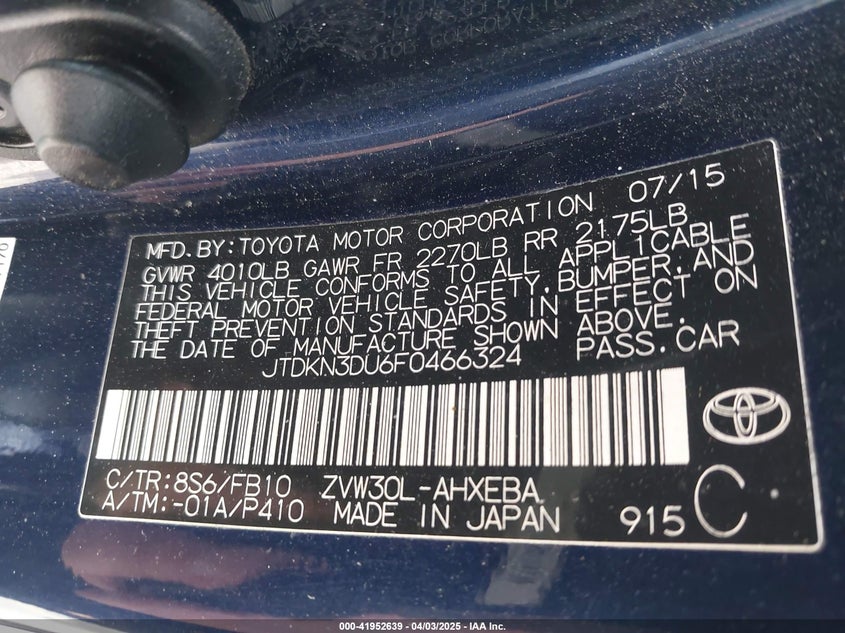 MFD. BY: TOYOTA MOTOR CORPORATION 07/15
GVWR 4010LB GAWR FR 2270LB RR 2175LB
THIS VEHICLE CONFORMS TO ALL APPLICABLE
FEDERAL MOTOR VEHICLE SAFETY, BUMPER, AND
THEFT PREVENTION STANDARDS IN EFFECT ON
THE DATE OF MANUFACTURE SHOWN ABOVE.
JTDKN3DU6F0466324 PASS. CAR
C/TR: 8S6/FB10 ZVW30L-AHXEBA
A/TM: -01A/P410 MADE IN JAPAN 915 C
000-41952639 - 04/03/2025 - IAA Inc.